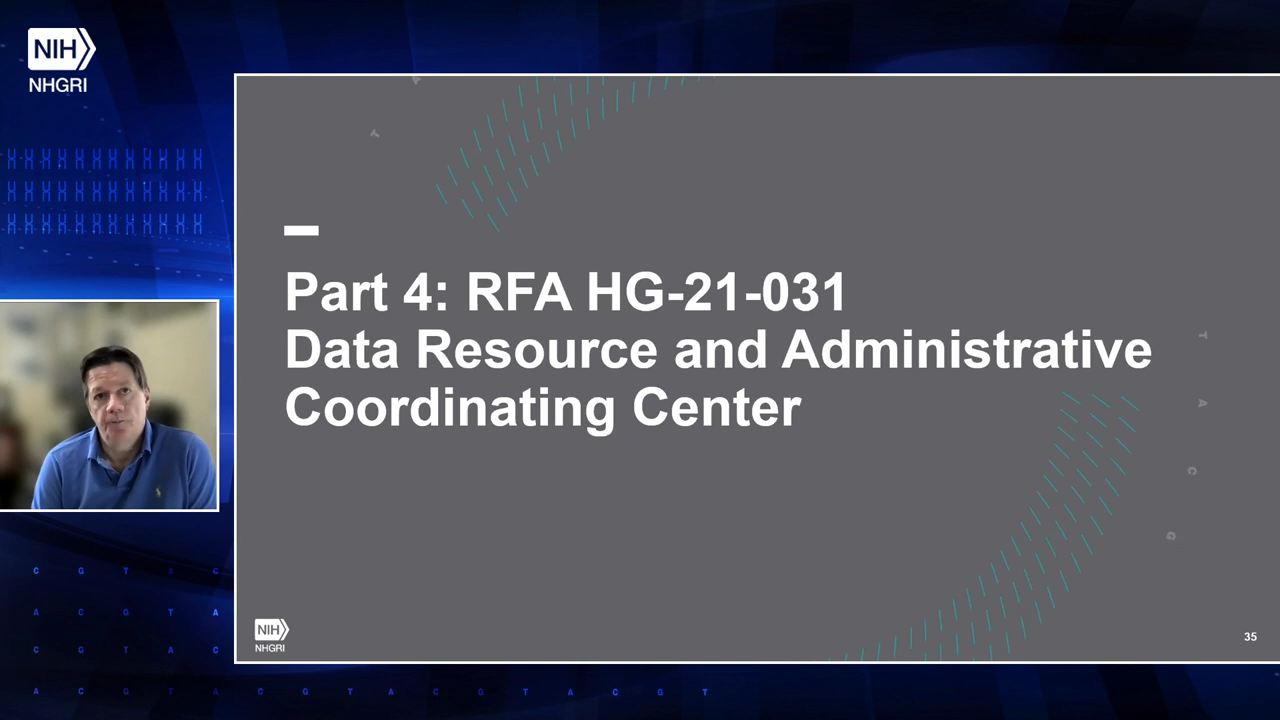 NIH
NHGRI
Part 4: RFA HG-21-031
Data Resource and Administrative
Coordinating Center
T
A
C
G
NIH
NHGRI
35
C G T A C
A C G T A
C G T A C
A C G T A C G T A C G T A C G T